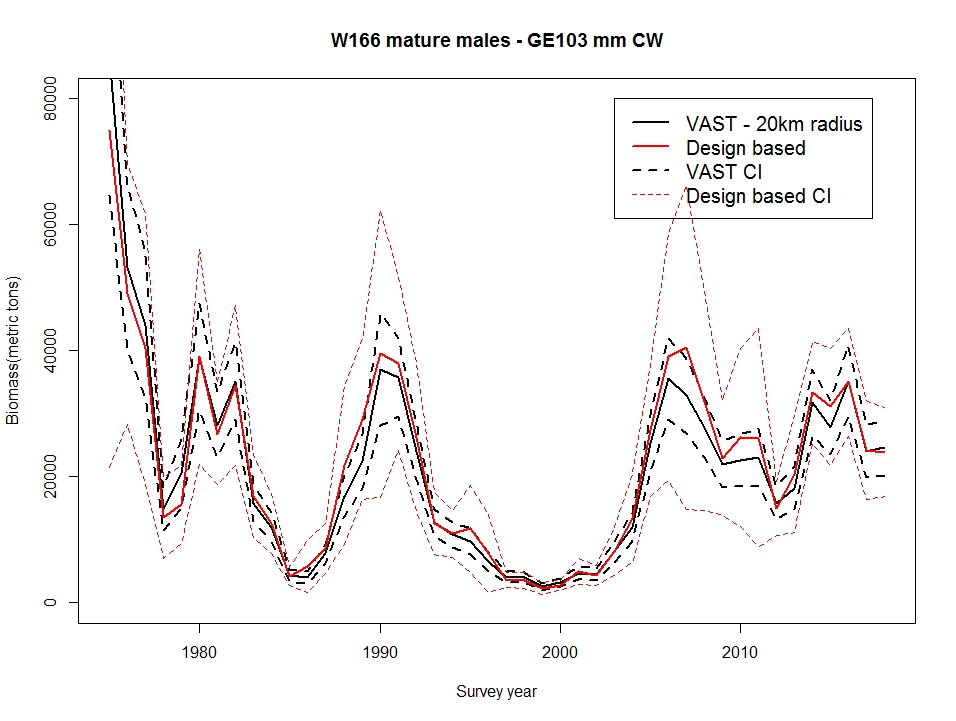 W166 mature males - GE103 mm CW
VAST - 20km radius
Design based
VAST CI
Design based CI
Biomass(metric tons)
80000
60000
40000
20000
0
1980 1990 2000 2010
Survey year